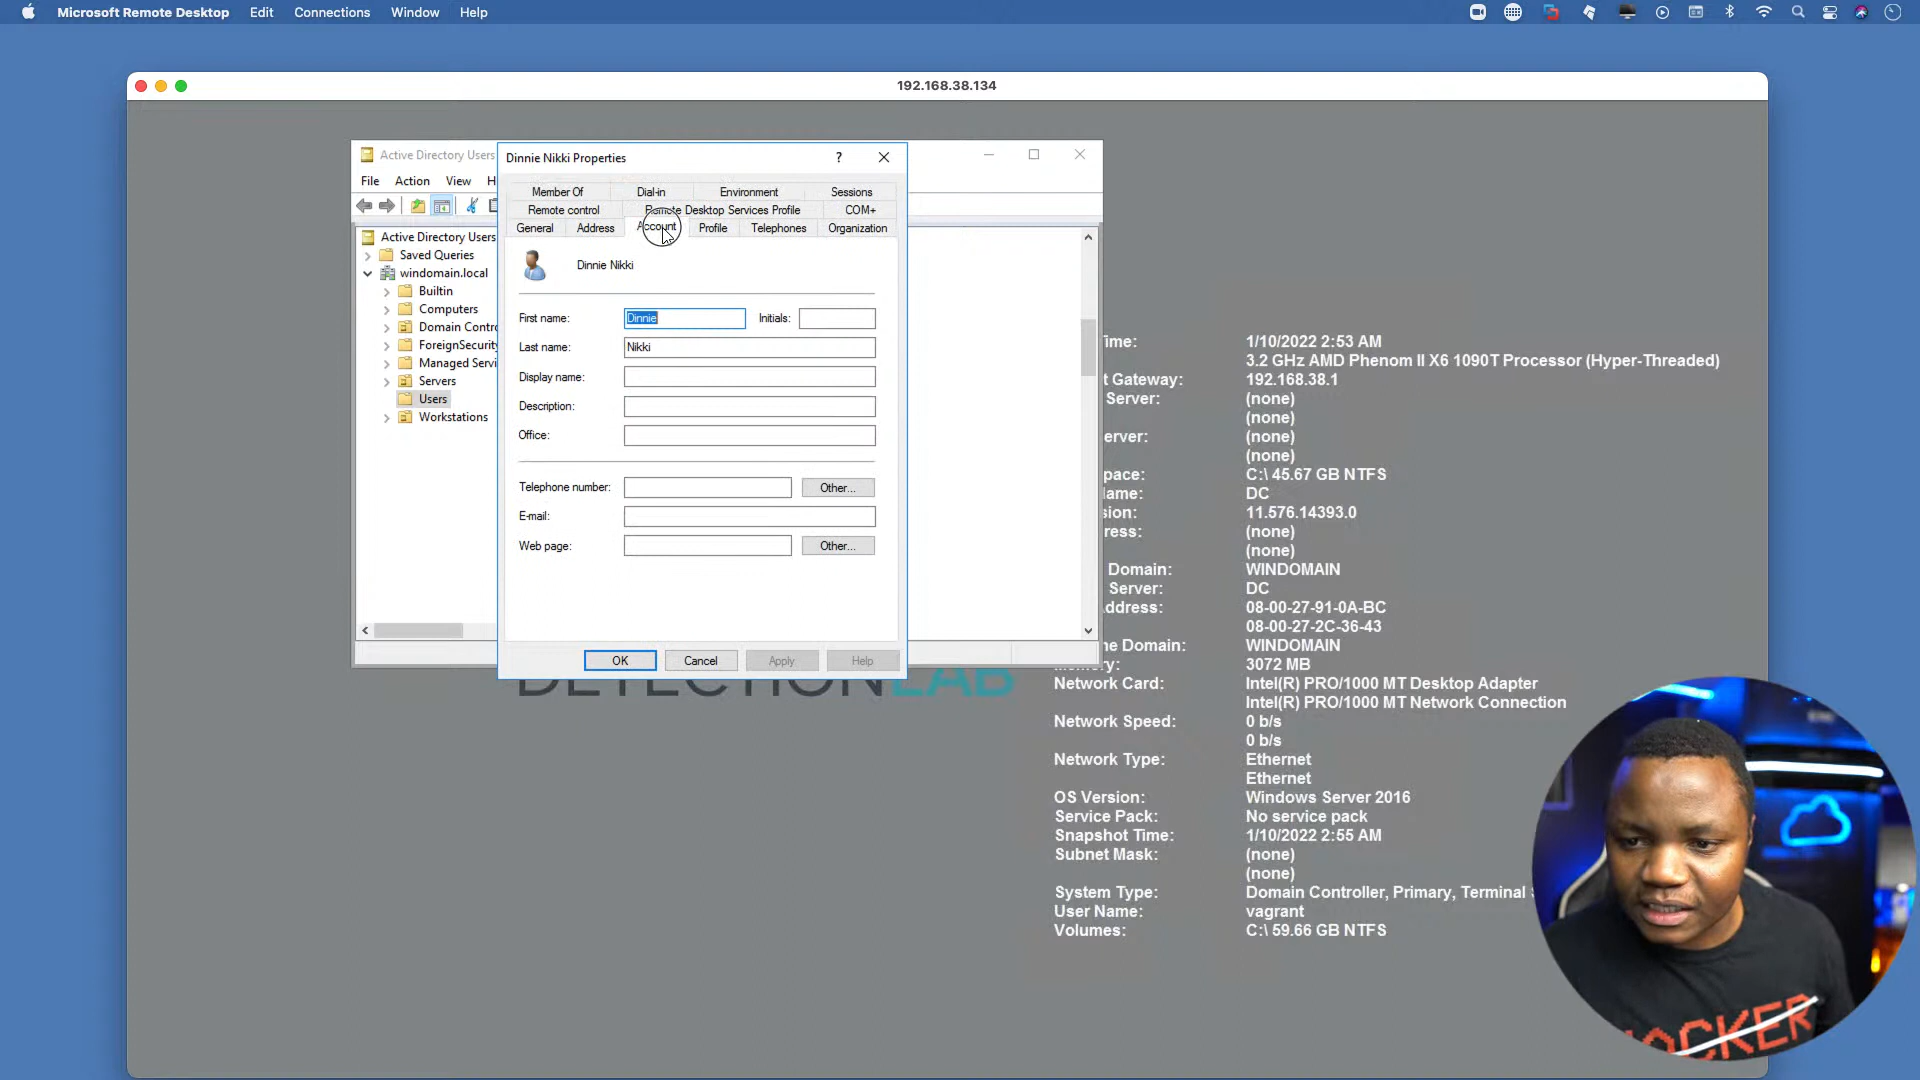 Microsoft Remote Desktop Edit Connections Window Help
192.168.38.134
Active Directory Users
File Action View H
Active Directory Users
Saved Queries
windomain.local
Builtin
Computers
Domain Contro
ForeignSecurity
Managed Servi
Servers
Users
Workstations
Dinnie Nikki Properties ?
Member Of Dial-in Environment Sessions
Remote control Remote Desktop Services Profile COM+
General Address Account Profile Telephones Organization
Dinnie Nikki
First name: Dinnie Initials:
Last name: Nikki
Display name:
Description:
Office:
Telephone number: Other...
E-mail:
Web page: Other...
OK Cancel Apply Help
DETECTIONLAB
Time: 1/10/2022 2:53 AM
3.2 GHz AMD Phenom II X6 1090T Processor (Hyper-Threaded)
t Gateway: 192.168.38.1
Server: (none)
(none)
erver: (none)
(none)
pace: C:\ 45.67 GB NTFS
ame: DC
sion: 11.576.14393.0
ress: (none)
(none)
Domain: WINDOMAIN
Server: DC
ddress: 08-00-27-91-0A-BC
08-00-27-2C-36-43
ne Domain: WINDOMAIN
Memory: 3072 MB
Network Card: Intel(R) PRO/1000 MT Desktop Adapter
Intel(R) PRO/1000 MT Network Connection
Network Speed: 0 b/s
0 b/s
Network Type: Ethernet
Ethernet
OS Version: Windows Server 2016
Service Pack: No service pack
Snapshot Time: 1/10/2022 2:55 AM
Subnet Mask: (none)
(none)
System Type: Domain Controller, Primary, Terminal
User Name: vagrant
Volumes: C:\ 59.66 GB NTFS
OCKER